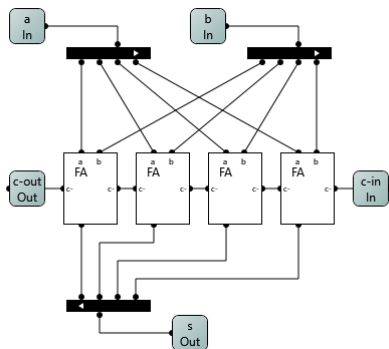 a
In
b
In
a b
FA
c- c-
a b
FA
c- c-
a b
FA
c- c-
a b
FA
c- c-
c-out
Out
c-in
In
s
Out